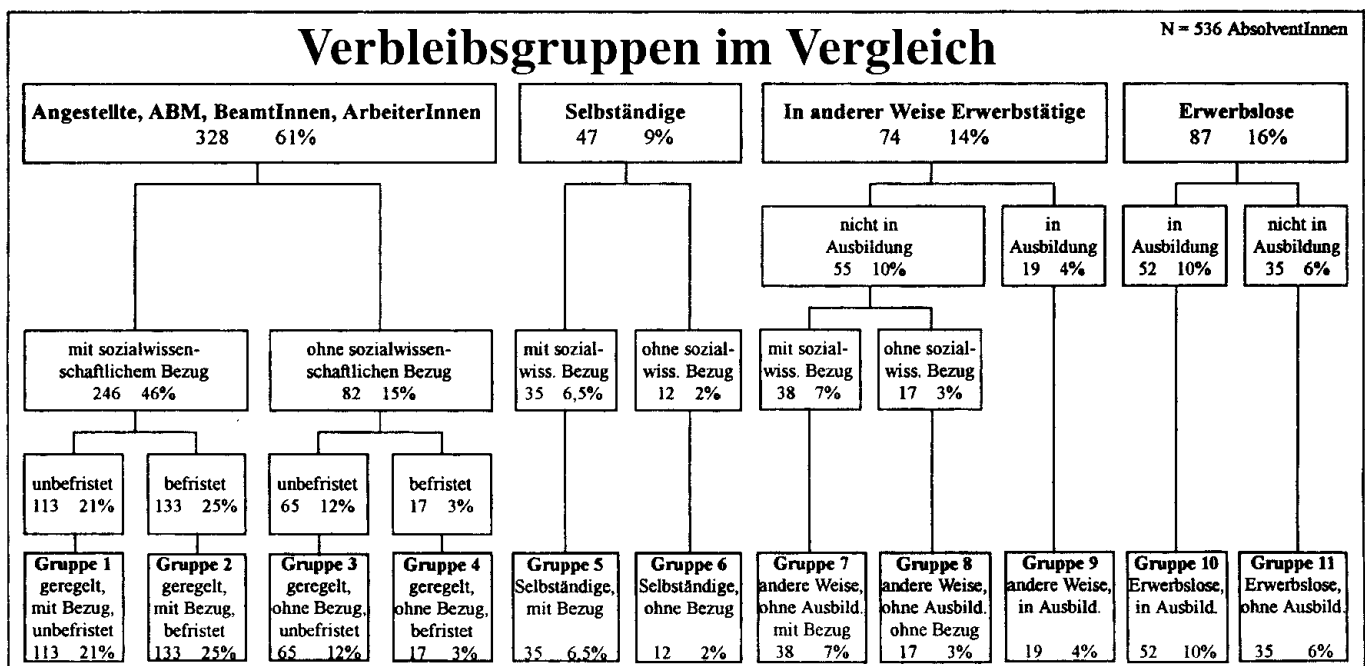 N = 536 AbsolventInnen
Verbleibsgruppen im Vergleich
Angestellte, ABM, BeamtInnen, ArbeiterInnen
328 61%
Selbständige
47 9%
In anderer Weise Erwerbstätige
74 14%
Erwerbslose
87 16%
nicht in
Ausbildung
55 10%
in
Ausbildung
19 4%
in
Ausbildung
52 10%
nicht in
Ausbildung
35 6%
mit sozialwissen-
schaftlichem Bezug
246 46%
ohne sozialwissen-
schaftlichen Bezug
82 15%
mit sozial-
wiss. Bezug
35 6,5%
ohne sozial-
wiss. Bezug
12 2%
mit sozial-
wiss. Bezug
38 7%
ohne sozial-
wiss. Bezug
17 3%
unbefristet
113 21%
befristet
133 25%
unbefristet
65 12%
befristet
17 3%
Gruppe 1
geregelt,
mit Bezug,
unbefristet
113 21%
Gruppe 2
geregelt,
mit Bezug,
befristet
133 25%
Gruppe 3
geregelt,
ohne Bezug,
unbefristet
65 12%
Gruppe 4
geregelt,
ohne Bezug,
befristet
17 3%
Gruppe 5
Selbständige,
mit Bezug
35 6,5%
Gruppe 6
Selbständige,
ohne Bezug
12 2%
Gruppe 7
andere Weise,
ohne Ausbild.
mit Bezug
38 7%
Gruppe 8
andere Weise,
ohne Ausbild.
ohne Bezug
17 3%
Gruppe 9
andere Weise,
in Ausbild.
19 4%
Gruppe 10
Erwerbslose,
in Ausbild.
52 10%
Gruppe 11
Erwerbslose,
ohne Ausbild.
35 6%